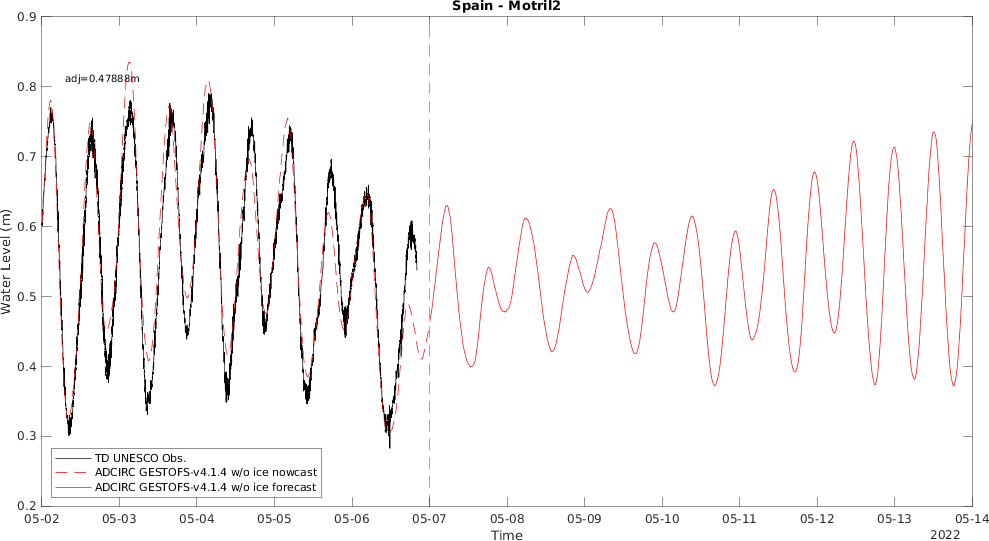 Spain - Motril2
0.9
0.8
0.7
0.6
0.5
0.4
0.3
0.2
Water Level (m)
adj=0.47888m
TD UNESCO Obs.
ADCIRC GESTOFS-v4.1.4 w/o ice nowcast
ADCIRC GESTOFS-v4.1.4 w/o ice forecast
05-02 05-03 05-04 05-05 05-06 05-07 05-08 05-09 05-10 05-11 05-12 05-13 05-14
Time
2022